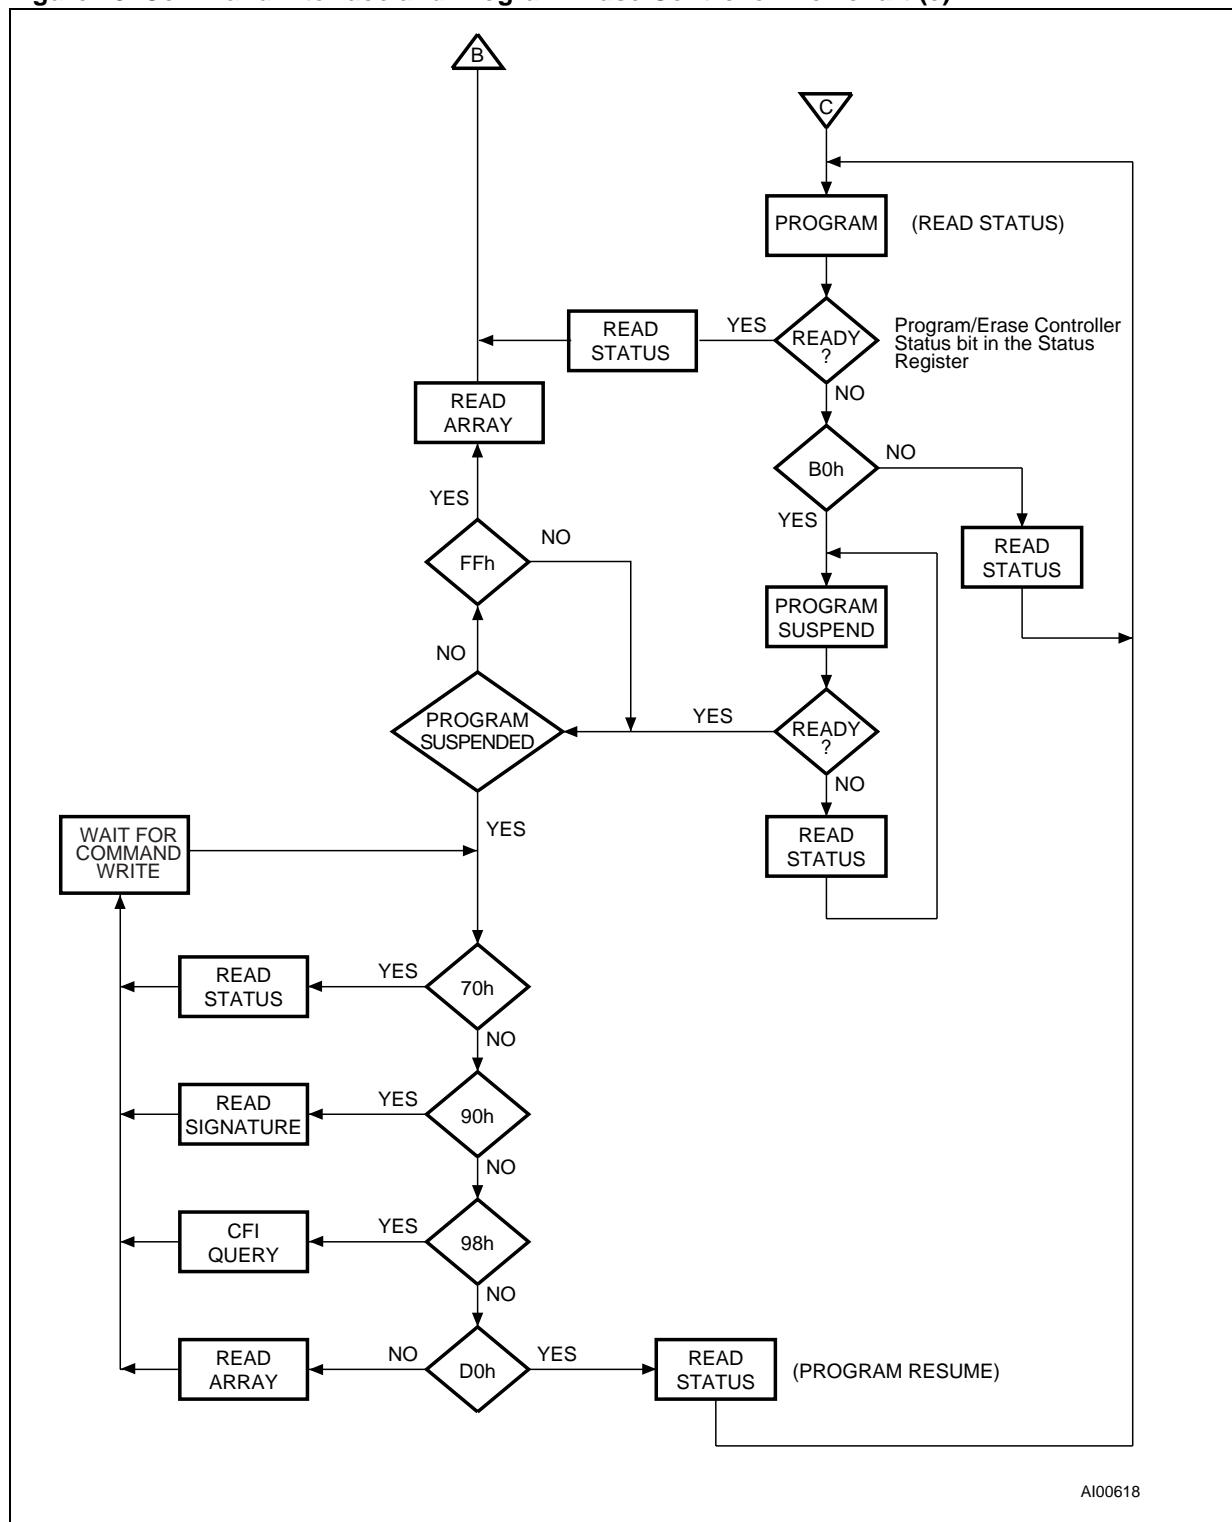 B
C
PROGRAM
(READ STATUS)
READ
STATUS
YES
READY
?
Program/Erase Controller
Status bit in the Status
Register
NO
READ
ARRAY
B0h
NO
YES
YES
FFh
NO
READ
STATUS
PROGRAM
SUSPEND
NO
PROGRAM
SUSPENDED
YES
READY
?
NO
YES
WAIT FOR
COMMAND
WRITE
READ
STATUS
READ
STATUS
YES
70h
NO
READ
SIGNATURE
YES
90h
NO
CFI
QUERY
YES
98h
NO
READ
ARRAY
NO
D0h
YES
READ
STATUS
(PROGRAM RESUME)
AI00618